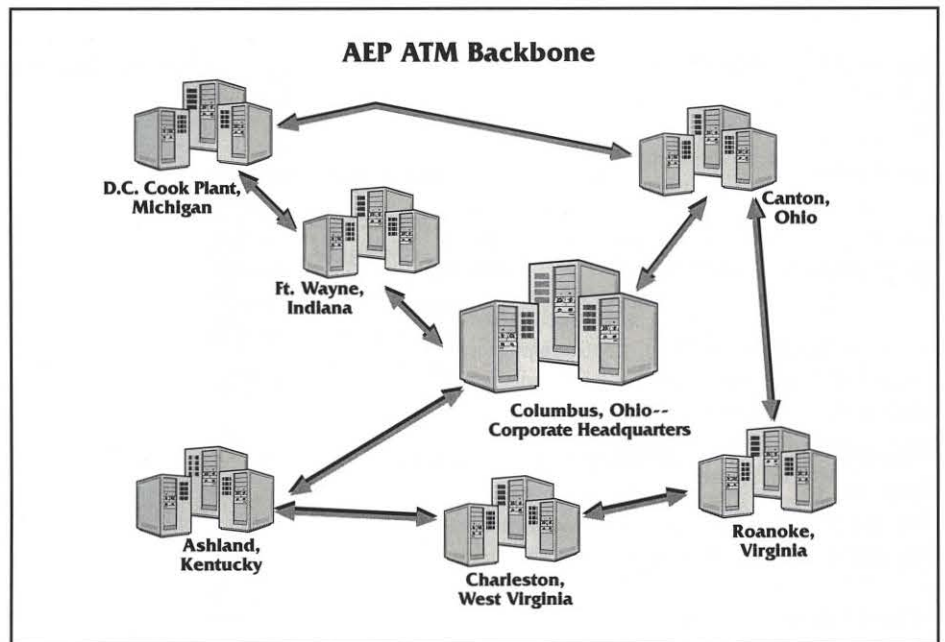 AEP ATM Backbone
D.C. Cook Plant,
Michigan
Canton,
Ohio
Ft. Wayne,
Indiana
Columbus, Ohio--
Corporate Headquarters
Ashland,
Kentucky
Charleston,
West Virginia
Roanoke,
Virginia